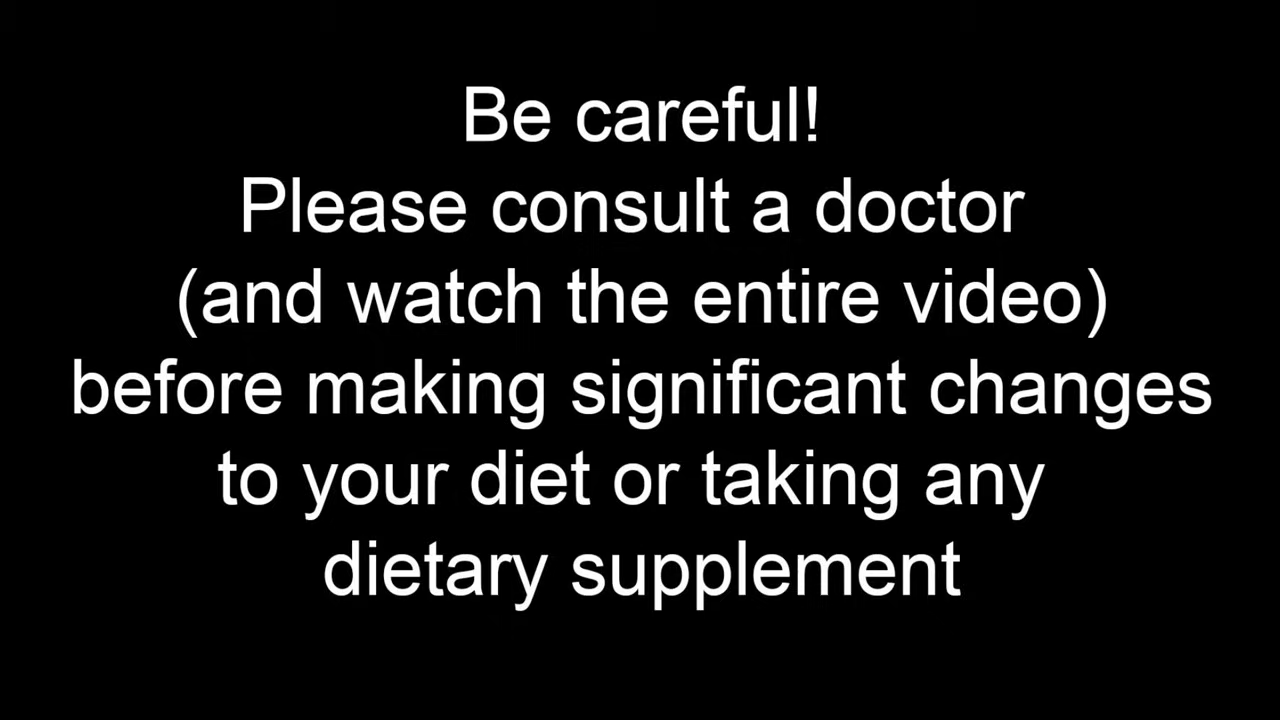 Be careful!
Please consult a doctor
(and watch the entire video)
before making significant changes
to your diet or taking any
dietary supplement